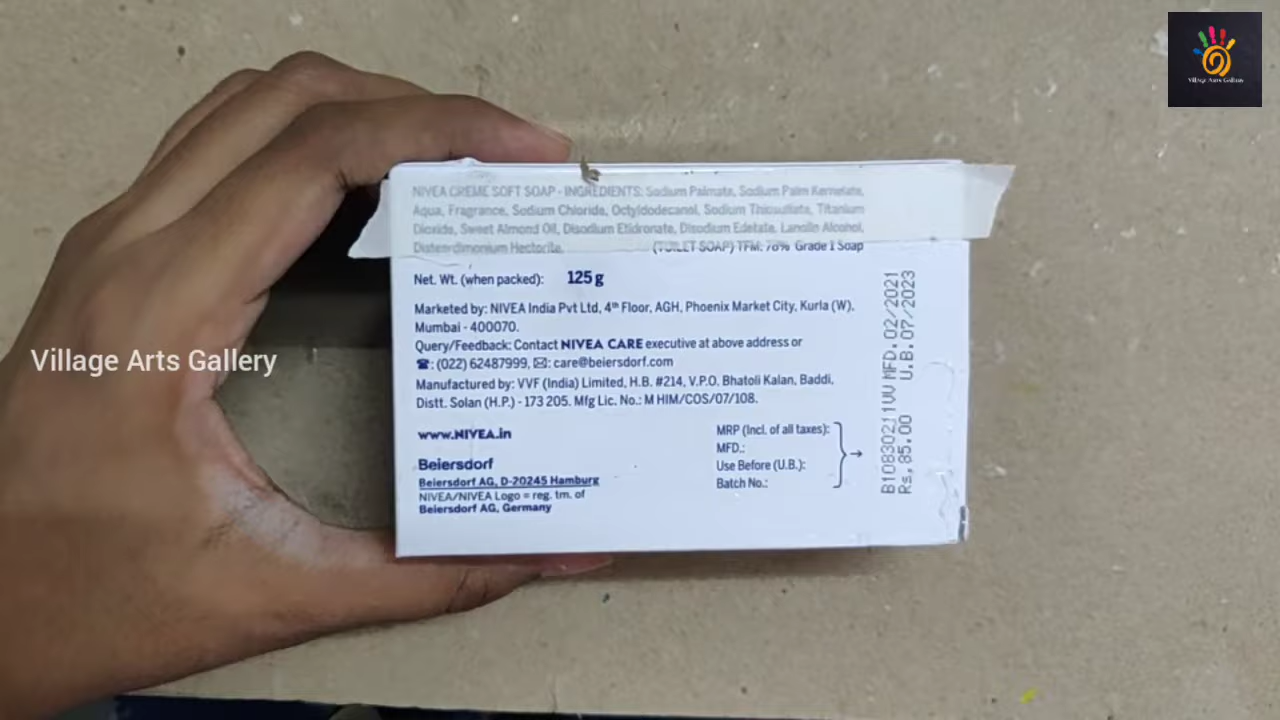 Village Arts Gallery
NIVEA CREME SOFT SOAP - INGREDIENTS: Sodium Palmate, Sodium Palm Kernelate,
Aqua, Fragrance, Sodium Chloride, Octyldodecanol, Sodium Thiosulfate, Titanium
Dioxide, Sweet Almond Oil, Disodium Etidronate, Disodium Edetate, Lanolin Alcohol,
Disteardimonium Hectorite.
(TOILET SOAP) TFM: 76% Grade 1 Soap
Net. Wt. (when packed): 125 g
Marketed by: NIVEA India Pvt Ltd, 4th Floor, AGH, Phoenix Market City, Kurla (W),
Mumbai - 400070.
Query/Feedback: Contact NIVEA CARE executive at above address or
☎: (022) 62487999, ✉: care@beiersdorf.com
Manufactured by: VVF (India) Limited, H.B. #214, V.P.O. Bhatoli Kalan, Baddi,
Distt. Solan (H.P.) - 173 205. Mfg Lic. No.: M HIM/COS/07/108.
www.NIVEA.in
Beiersdorf
Beiersdorf AG, D-20245 Hamburg
NIVEA/NIVEA Logo = reg. tm. of
Beiersdorf AG, Germany
MRP (Incl. of all taxes):
MFD.:
Use Before (U.B.):
Batch No.:
B10830211VV MFD. 02/2021
Rs. 85.00 U.B. 07/2023
Village Arts Gallery